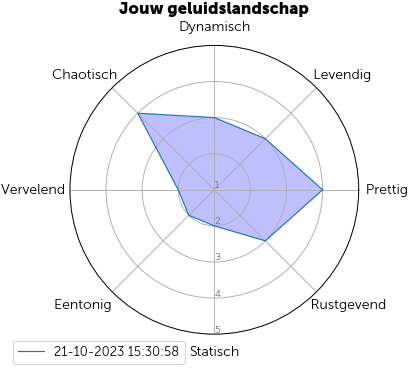 Jouw geluidslandschap
Dynamisch
Chaotisch
Levendig
Vervelend
1
Prettig
2
3
4
Eentonig
Rustgevend
5
21-10-2023 15:30:58
Statisch